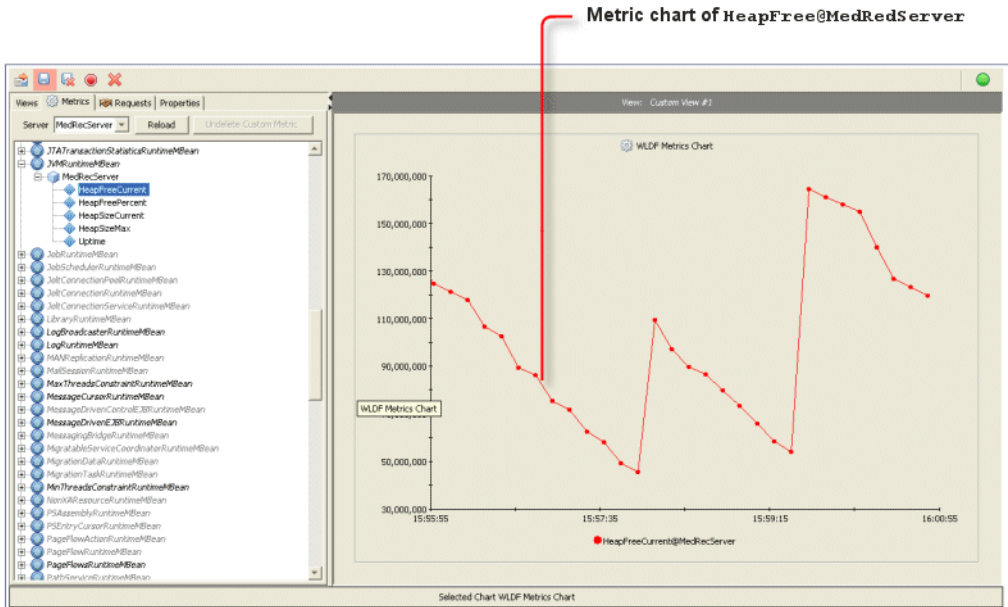 Metric chart of HeapFree@MedRedServer
Views Metrics Requests Properties
Server MedRecServer Reload Undelete Custom Metric
JTATransactionStatisticsRuntimeMBean
JVMRuntimeMBean
MedRecServer
HeapFreeCurrent
HeapFreePercent
HeapSizeCurrent
HeapSizeMax
Uptime
JobRuntimeMBean
JobSchedulerRuntimeMBean
JoltConnectionPoolRuntimeMBean
JoltConnectionRuntimeMBean
JoltConnectionServiceRuntimeMBean
LibraryRuntimeMBean
LogBroadcasterRuntimeMBean
LogRuntimeMBean
MANReplicationRuntimeMBean
MailSessionRuntimeMBean
MaxThreadsConstraintRuntimeMBean
MessageCursorRuntimeMBean
MessageDrivenControlEJBRuntimeMBean
MessageDrivenEJBRuntimeMBean
MessagingBridgeRuntimeMBean
MigratableServiceCoordinatorRuntimeMBean
MigrationDataRuntimeMBean
MigrationTaskRuntimeMBean
MinThreadsConstraintRuntimeMBean
NonXAResourceRuntimeMBean
PSAssemblyRuntimeMBean
PSEntryCursorRuntimeMBean
PageFlowActionRuntimeMBean
PageFlowRuntimeMBean
PageFlowsRuntimeMBean
PathServiceRuntimeMBean
View: Custom View #1
WLDF Metrics Chart
170,000,000
150,000,000
130,000,000
110,000,000
90,000,000
WLDF Metrics Chart
50,000,000
30,000,000
15:55:55 15:57:35 15:59:15 16:00:55
HeapFreeCurrent@MedRecServer
Selected Chart WLDF Metrics Chart